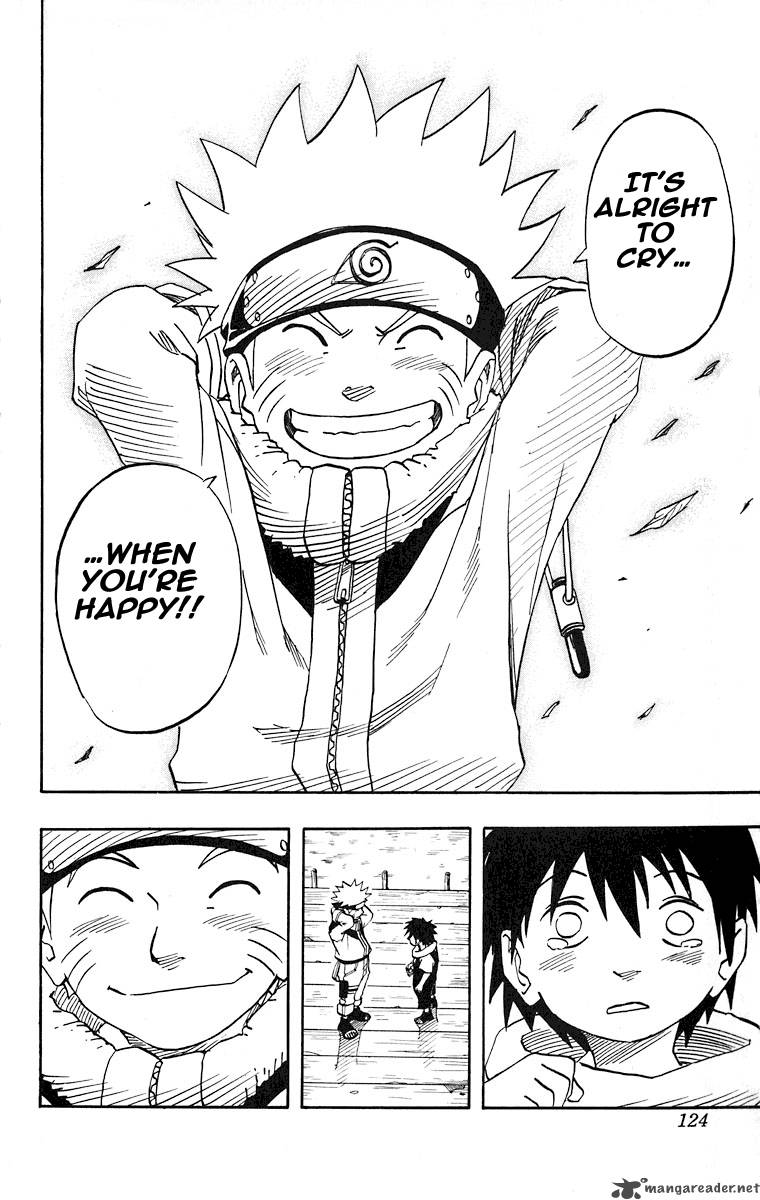 IT'S
ALRIGHT
TO
CRY...
...WHEN
YOU'RE
HAPPY!!
124
mangareader.net